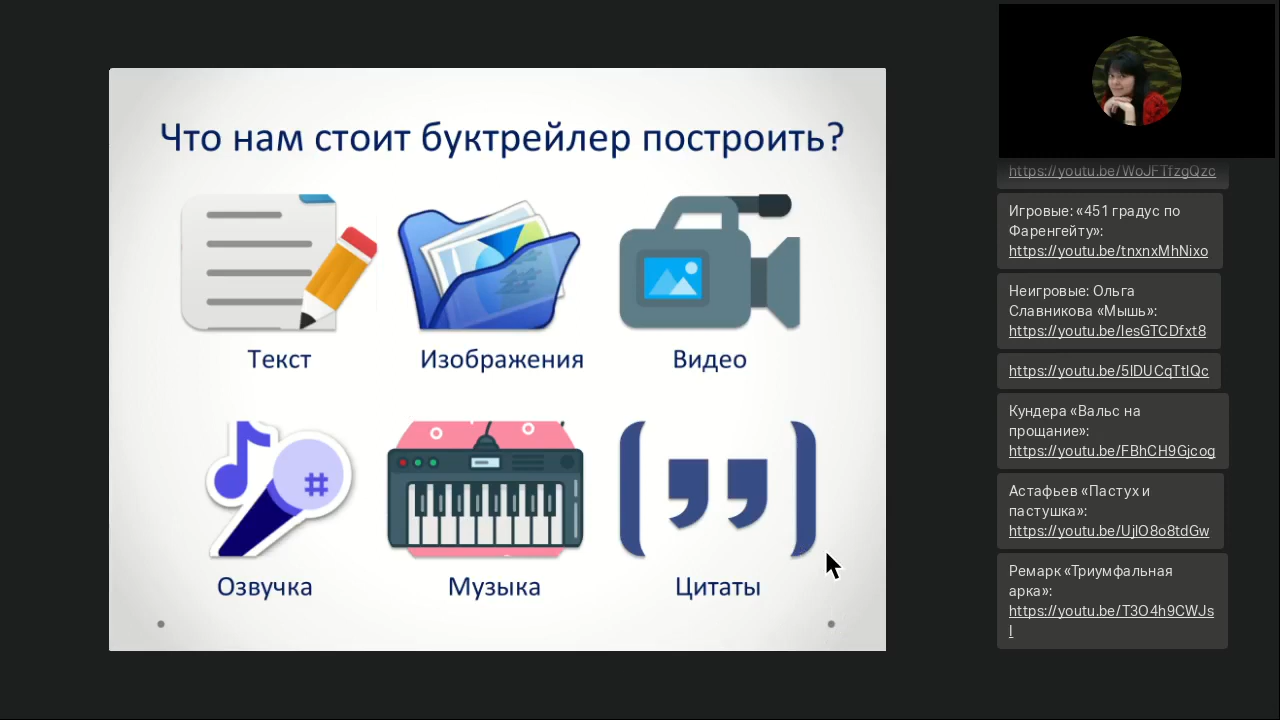 Что нам стоит буктрейлер построить?
Текст
Изображения
Видео
Озвучка
Музыка
Цитаты
https://youtu.be/WoJFTfzgQzc
Игровые: «451 градус по
Фаренгейту»:
https://youtu.be/tnxnxMhNixo
Неигровые: Ольга
Славникова «Мышь»:
https://youtu.be/IesGTCDfxt8
https://youtu.be/5lDUCqTtIQc
Кундера «Вальс на
прощание»:
https://youtu.be/FBhCH9Gjcog
Астафьев «Пастух и
пастушка»:
https://youtu.be/UjlO8o8tdGw
Ремарк «Триумфальная
арка»:
https://youtu.be/T3O4h9CWJs
I